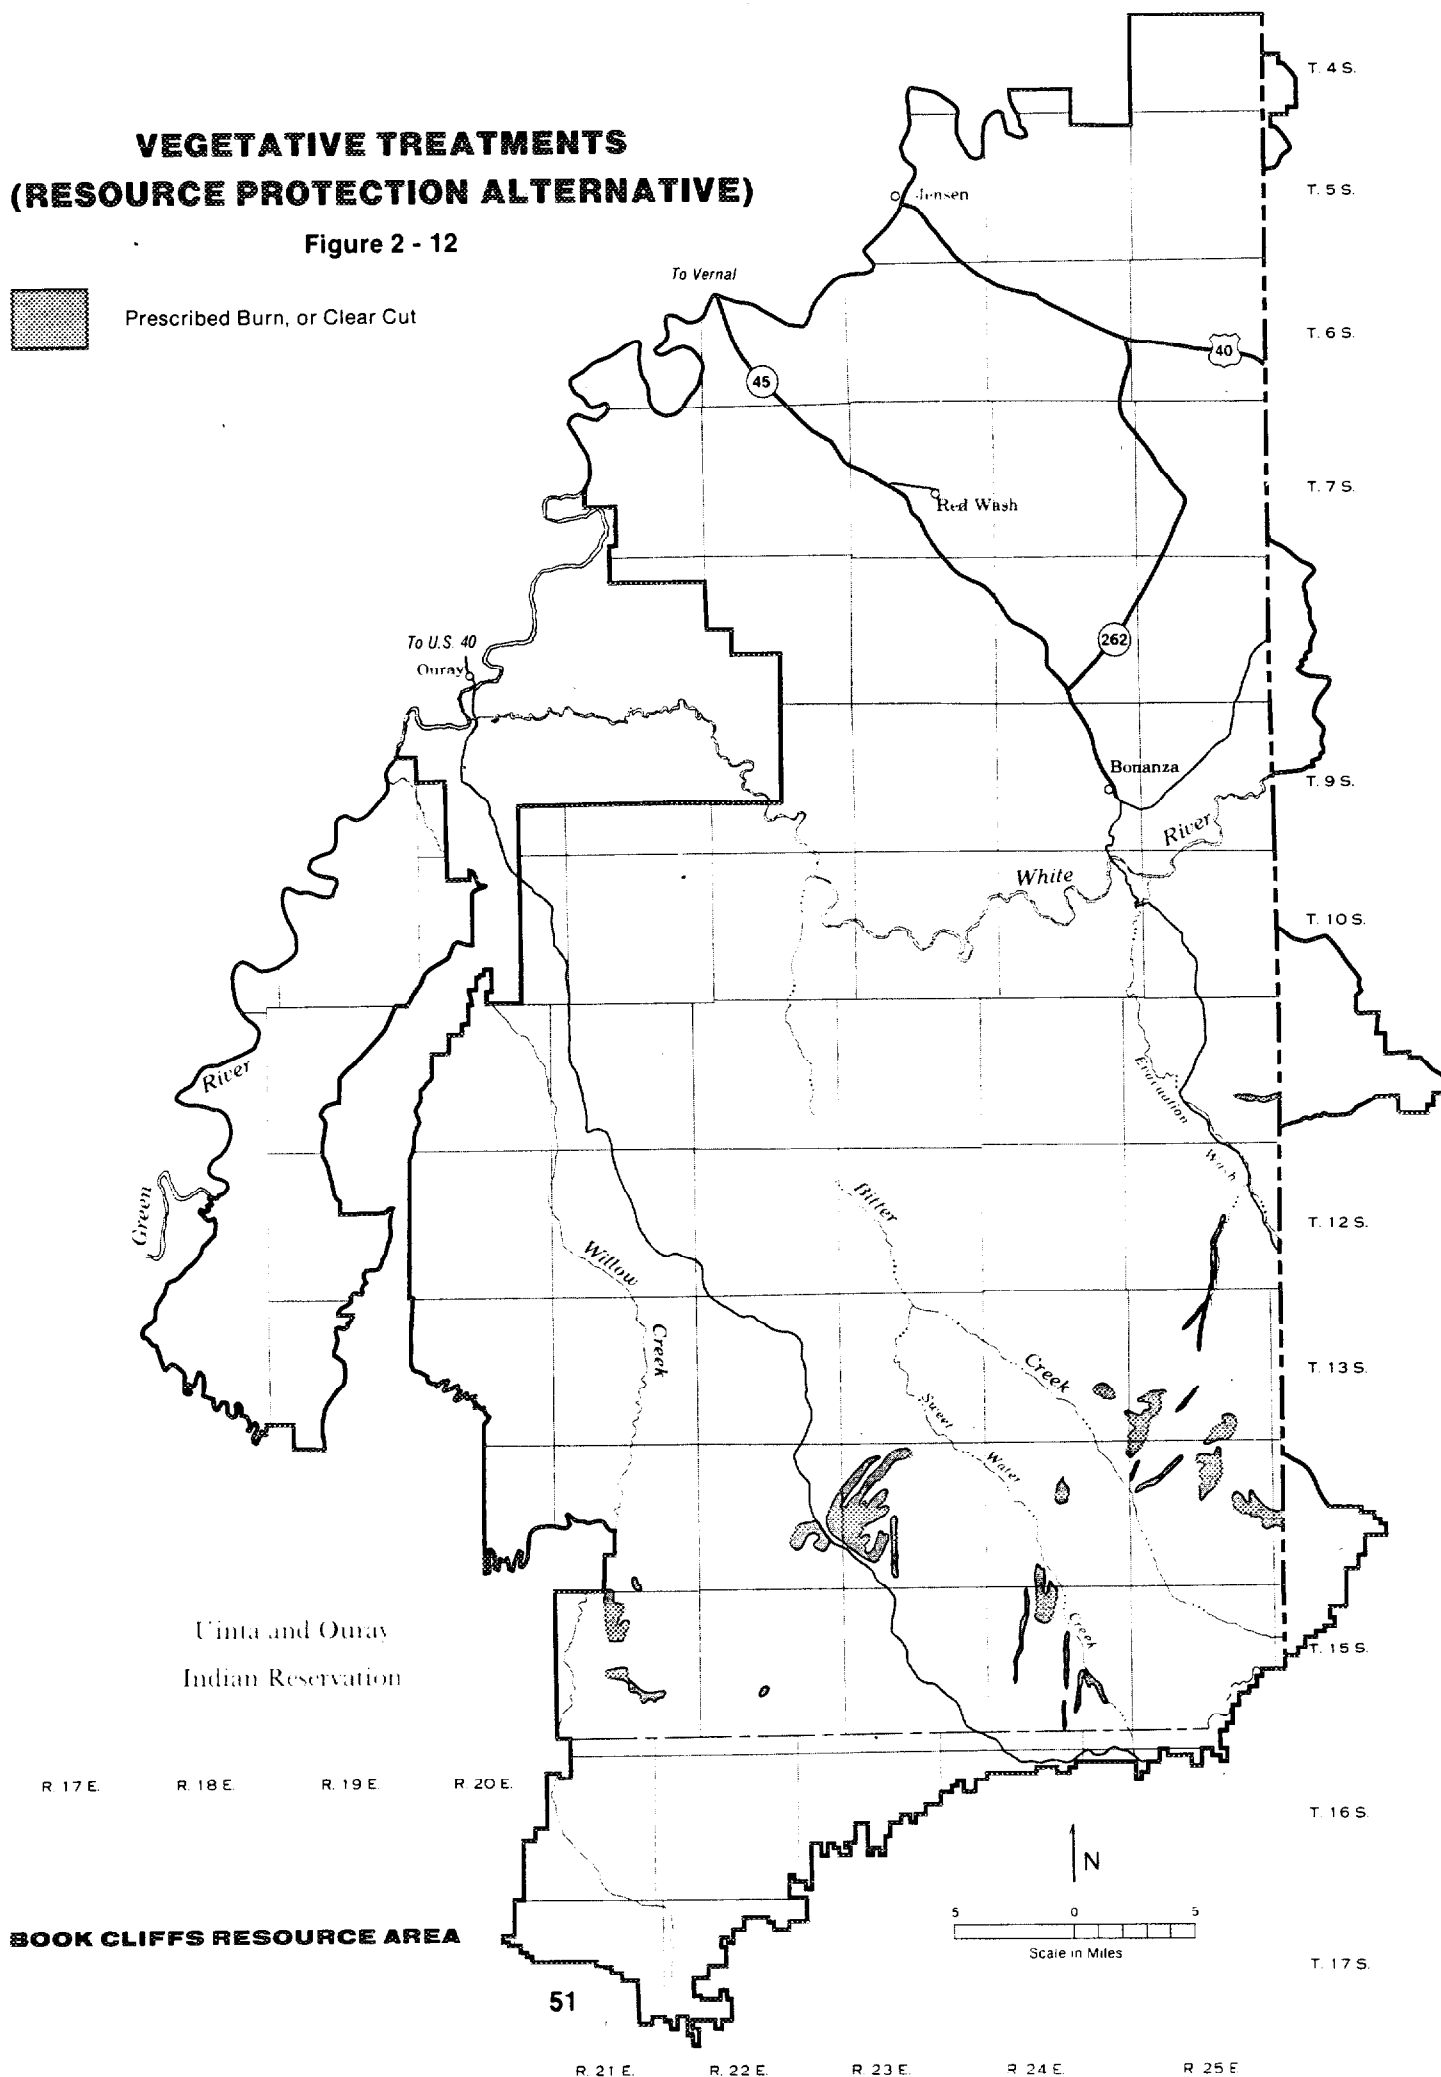 VEGETATIVE TREATMENTS
(RESOURCE PROTECTION ALTERNATIVE)
Figure 2 - 12
Prescribed Burn, or Clear Cut
T. 4 S.
T. 5 S.
T. 6 S.
T. 7 S.
T. 9 S.
T. 10 S.
T. 12 S.
T. 13 S.
T. 15 S.
T. 16 S.
T. 17 S.
Jensen
To Vernal
40
45
Red Wash
262
To U.S. 40
Ouray
Bonanza
White River
Green River
Evacuation Wash
Bitter Creek
Willow Creek
Sweet Water Creek
Uinta and Ouray
Indian Reservation
R. 17 E.
R. 18 E.
R. 19 E.
R. 20 E.
N
5 0 5
Scale in Miles
BOOK CLIFFS RESOURCE AREA
51
R. 21 E.
R. 22 E.
R. 23 E.
R. 24 E.
R. 25 E